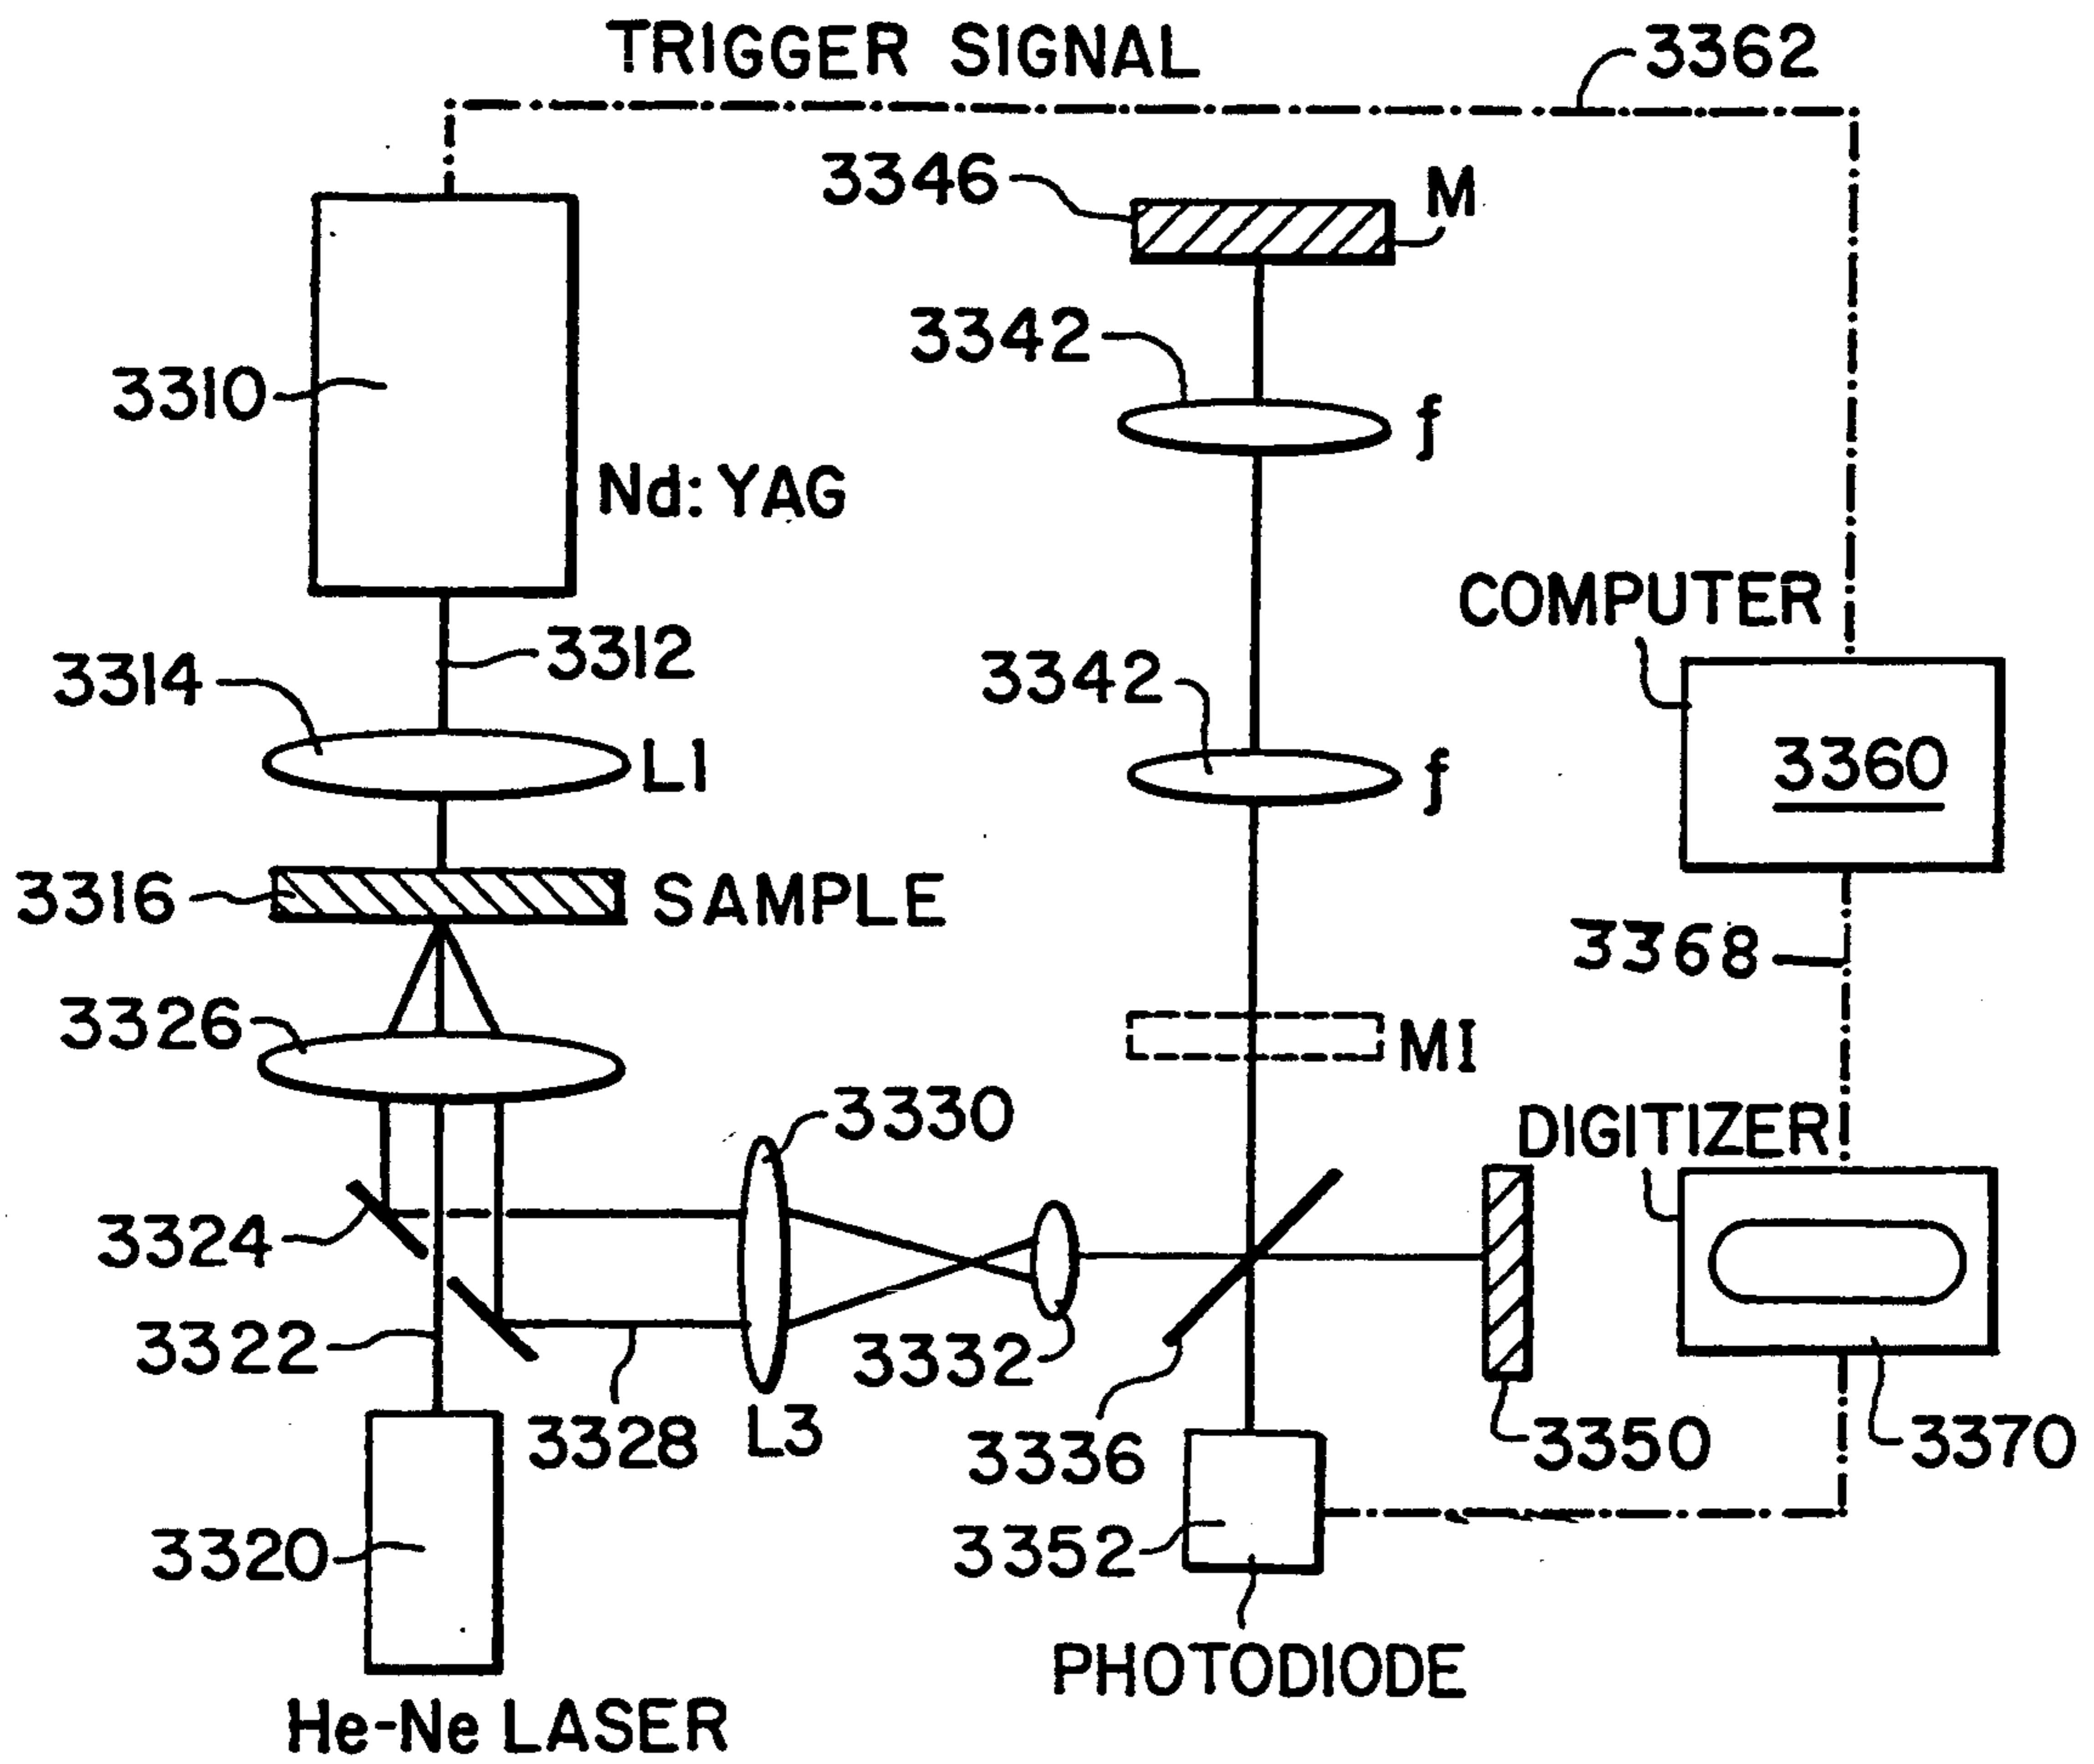 TRIGGER SIGNAL
3362
3346
M
3342
f
3310
Nd: YAG
3312
3314
L1
3342
f
COMPUTER
3360
3316
SAMPLE
3368
3326
MI
3330
DIGITIZER
3324
3322
3332
3328
L3
3336
3350
3370
3320
3352
PHOTODIODE
He-Ne LASER